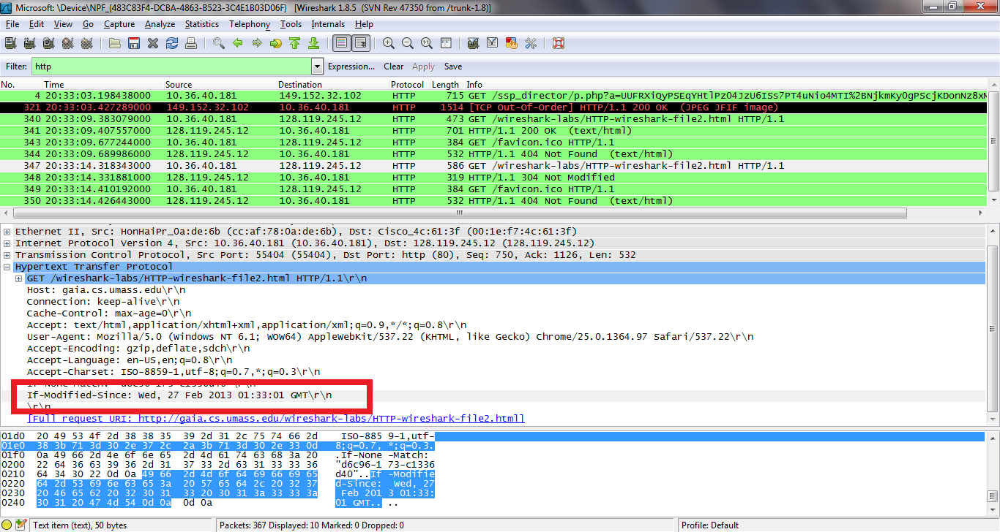 Microsoft: \Device\NPF_{483C83F4-DCBA-4863-B523-3C4E1B03D06F} [Wireshark 1.8.5 (SVN Rev 47350 from /trunk-1.8)]
File Edit View Go Capture Analyze Statistics Telephony Tools Internals Help
Filter: http Expression... Clear Apply Save
No. Time Source Destination Protocol Length Info
4 20:33:03.198438000 10.36.40.181 149.152.32.102 HTTP 715 GET /ssp_director/p.php?a=UUFRXiQyPSEqYHtlPzO4JzU6ISs7PT4uNio4MTI%2BNjkmKyOgPScjKDonNz8xM
321 20:33:03.427289000 149.152.32.102 10.36.40.181 HTTP 1514 [TCP Out-Of-Order] HTTP/1.1 200 OK (JPEG JFIF image)
340 20:33:09.383079000 10.36.40.181 128.119.245.12 HTTP 473 GET /wireshark-labs/HTTP-wireshark-file2.html HTTP/1.1
341 20:33:09.407557000 128.119.245.12 10.36.40.181 HTTP 701 HTTP/1.1 200 OK (text/html)
343 20:33:09.677244000 10.36.40.181 128.119.245.12 HTTP 384 GET /favicon.ico HTTP/1.1
344 20:33:09.689986000 128.119.245.12 10.36.40.181 HTTP 532 HTTP/1.1 404 Not Found (text/html)
347 20:33:14.318343000 10.36.40.181 128.119.245.12 HTTP 586 GET /wireshark-labs/HTTP-wireshark-file2.html HTTP/1.1
348 20:33:14.331881000 128.119.245.12 10.36.40.181 HTTP 319 HTTP/1.1 304 Not Modified
349 20:33:14.410192000 10.36.40.181 128.119.245.12 HTTP 384 GET /favicon.ico HTTP/1.1
350 20:33:14.426443000 128.119.245.12 10.36.40.181 HTTP 532 HTTP/1.1 404 Not Found (text/html)
Ethernet II, Src: HonHaiPr_0a:de:6b (cc:af:78:0a:de:6b), Dst: Cisco_4c:61:3f (00:1e:f7:4c:61:3f)
Internet Protocol Version 4, Src: 10.36.40.181 (10.36.40.181), Dst: 128.119.245.12 (128.119.245.12)
Transmission Control Protocol, Src Port: 55404 (55404), Dst Port: http (80), Seq: 750, Ack: 1126, Len: 532
Hypertext Transfer Protocol
GET /wireshark-labs/HTTP-wireshark-file2.html HTTP/1.1\r\n
Host: gaia.cs.umass.edu\r\n
Connection: keep-alive\r\n
Cache-Control: max-age=0\r\n
Accept: text/html,application/xhtml+xml,application/xml;q=0.9,*/*;q=0.8\r\n
User-Agent: Mozilla/5.0 (Windows NT 6.1; WOW64) AppleWebKit/537.22 (KHTML, like Gecko) Chrome/25.0.1364.97 Safari/537.22\r\n
Accept-Encoding: gzip,deflate,sdch\r\n
Accept-Language: en-US,en;q=0.8\r\n
Accept-Charset: ISO-8859-1,utf-8;q=0.7,*;q=0.3\r\n
If-Modified-Since: Wed, 27 Feb 2013 01:33:01 GMT\r\n
\r\n
[Full request URI: http://gaia.cs.umass.edu/wireshark-labs/HTTP-wireshark-file2.html]
01d0 20 49 53 4f 2d 38 38 35 39 2d 31 2c 75 74 66 2d ISO-885 9-1,utf-
01e0 38 3b 71 3d 30 2e 37 2c 2a 3b 71 3d 30 2e 33 0d 8;q=0.7, *;q=0.3.
01f0 0a 49 66 2d 4e 6f 6e 65 2d 4d 61 74 63 68 3a 20 .If-None -Match:
0200 22 64 36 63 39 36 2d 31 37 33 2d 63 31 33 33 36 "d6c96-1 73-c1336
0210 64 34 30 22 0d 0a 49 66 2d 4d 6f 64 69 66 69 65 d40"..If -Modifie
0220 64 2d 53 69 6e 63 65 3a 20 57 65 64 2c 20 32 37 d-Since: Wed, 27
0230 20 46 65 62 20 32 30 31 33 20 30 31 3a 33 33 3a Feb 201 3 01:33:
0240 30 31 20 47 4d 54 0d 0a 0d 0a 01 GMT.. ..
Text item (text), 50 bytes Packets: 367 Displayed: 10 Marked: 0 Dropped: 0 Profile: Default